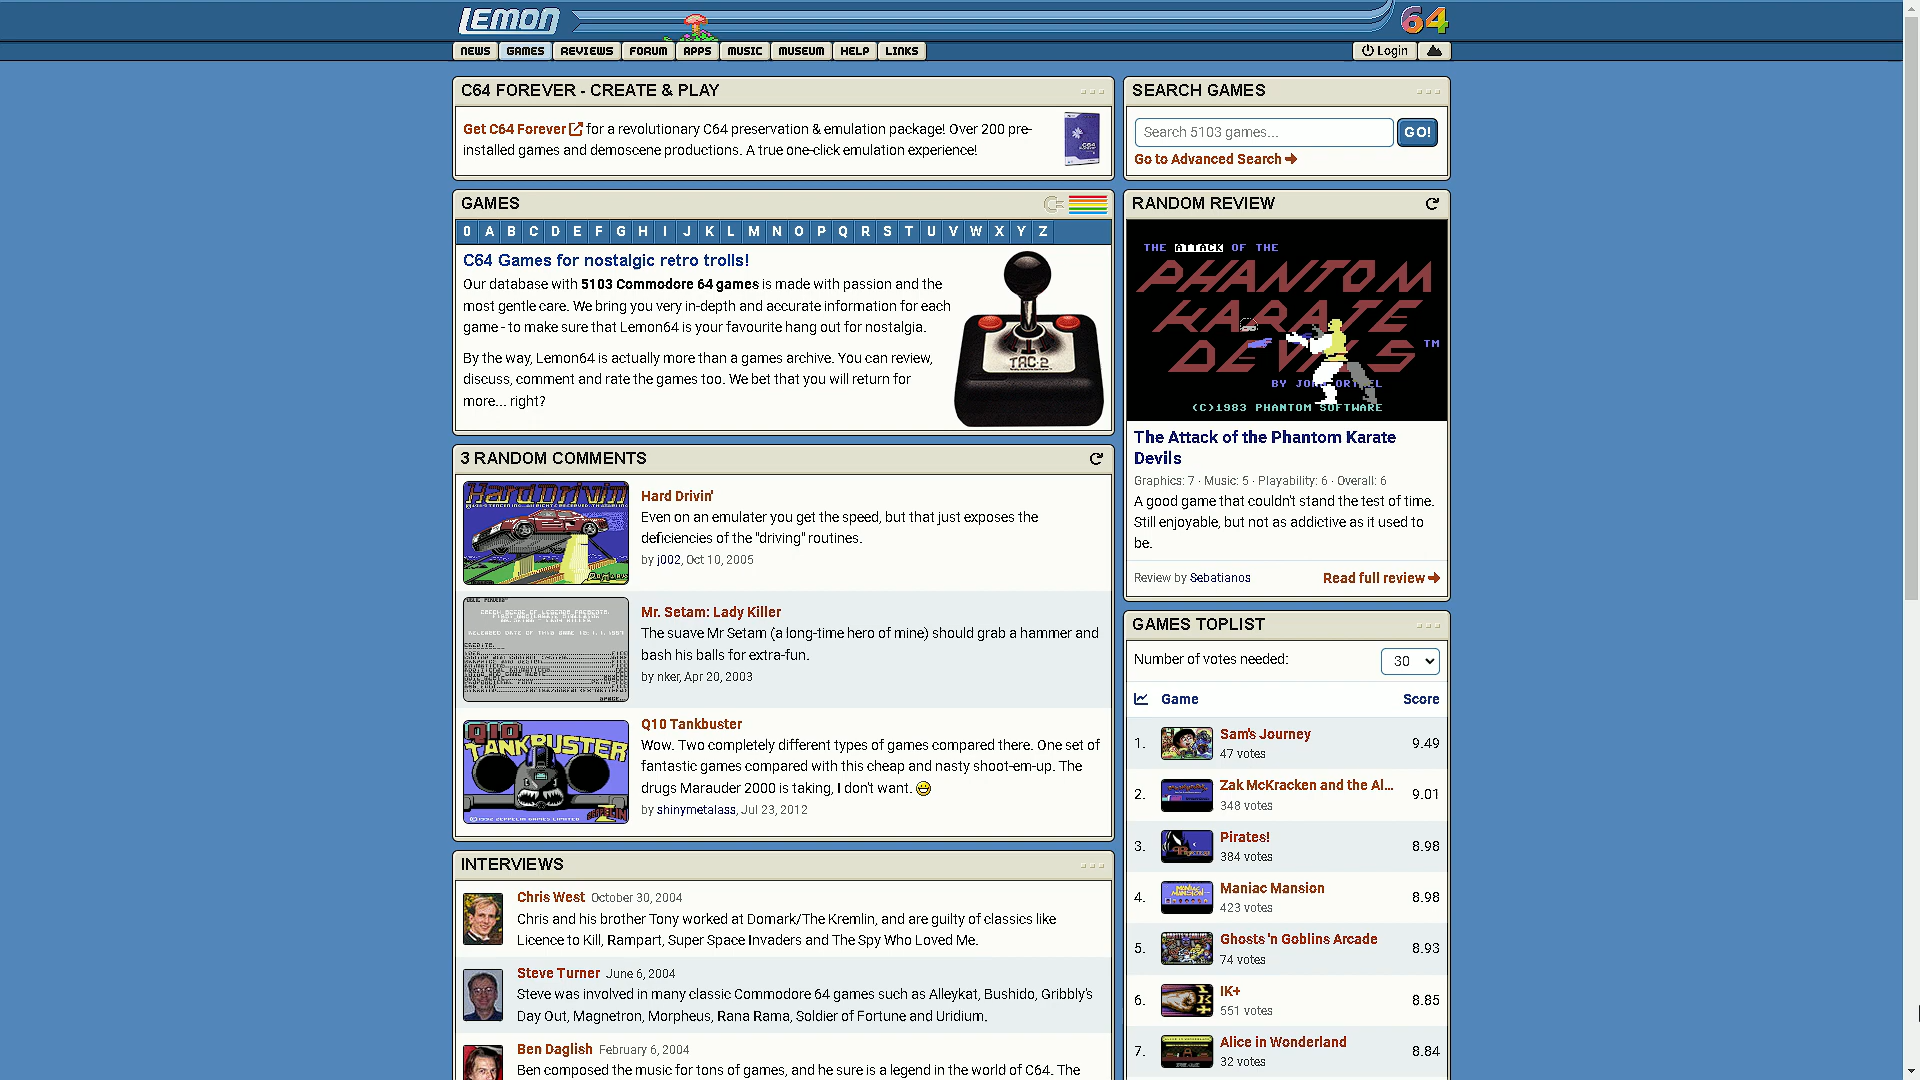 LEMON
64
NEWS GAMES REVIEWS FORUM APPS MUSIC MUSEUM HELP LINKS
Login
C64 FOREVER - CREATE & PLAY
Get C64 Forever for a revolutionary C64 preservation & emulation package! Over 200 pre-
installed games and demoscene productions. A true one-click emulation experience!
SEARCH GAMES
Search 5103 games...
GO!
Go to Advanced Search
GAMES
0 A B C D E F G H I J K L M N O P Q R S T U V W X Y Z
C64 Games for nostalgic retro trolls!
Our database with 5103 Commodore 64 games is made with passion and the
most gentle care. We bring you very in-depth and accurate information for each
game - to make sure that Lemon64 is your favourite hang out for nostalgia.
By the way, Lemon64 is actually more than a games archive. You can review,
discuss, comment and rate the games too. We bet that you will return for
more... right?
TAC-2
RANDOM REVIEW
THE ATTACK OF THE
PHANTOM
KARATE
DEVILS
TM
(C)1983 PHANTOM SOFTWARE
The Attack of the Phantom Karate
Devils
Graphics: 7 · Music: 5 · Playability: 6 · Overall: 6
A good game that couldn't stand the test of time.
Still enjoyable, but not as addictive as it used to
be.
Review by Sebatianos
Read full review
3 RANDOM COMMENTS
Hard Drivin'
Hard Drivin'
Even on an emulater you get the speed, but that just exposes the
deficiencies of the "driving" routines.
by j002, Oct 10, 2005
Mr. Setam: Lady Killer
The suave Mr Setam (a long-time hero of mine) should grab a hammer and
bash his balls for extra-fun.
by nker, Apr 20, 2003
Q10
TANKBUSTER
Q10 Tankbuster
Wow. Two completely different types of games compared there. One set of
fantastic games compared with this cheap and nasty shoot-em-up. The
drugs Marauder 2000 is taking, I don't want.
by shinymetalass, Jul 23, 2012
INTERVIEWS
Chris West October 30, 2004
Chris and his brother Tony worked at Domark/The Kremlin, and are guilty of classics like
Licence to Kill, Rampart, Super Space Invaders and The Spy Who Loved Me.
Steve Turner June 6, 2004
Steve was involved in many classic Commodore 64 games such as Alleykat, Bushido, Gribbly's
Day Out, Magnetron, Morpheus, Rana Rama, Soldier of Fortune and Uridium.
Ben Daglish February 6, 2004
Ben composed the music for tons of games, and he sure is a legend in the world of C64. The
GAMES TOPLIST
Number of votes needed:
30
Game Score
1. Sam's Journey 9.49
47 votes
2. Zak McKracken and the Al... 9.01
348 votes
3. Pirates! 8.98
384 votes
4. Maniac Mansion 8.98
423 votes
5. Ghosts 'n Goblins Arcade 8.93
74 votes
6. IK+ 8.85
551 votes
7. Alice in Wonderland 8.84
32 votes